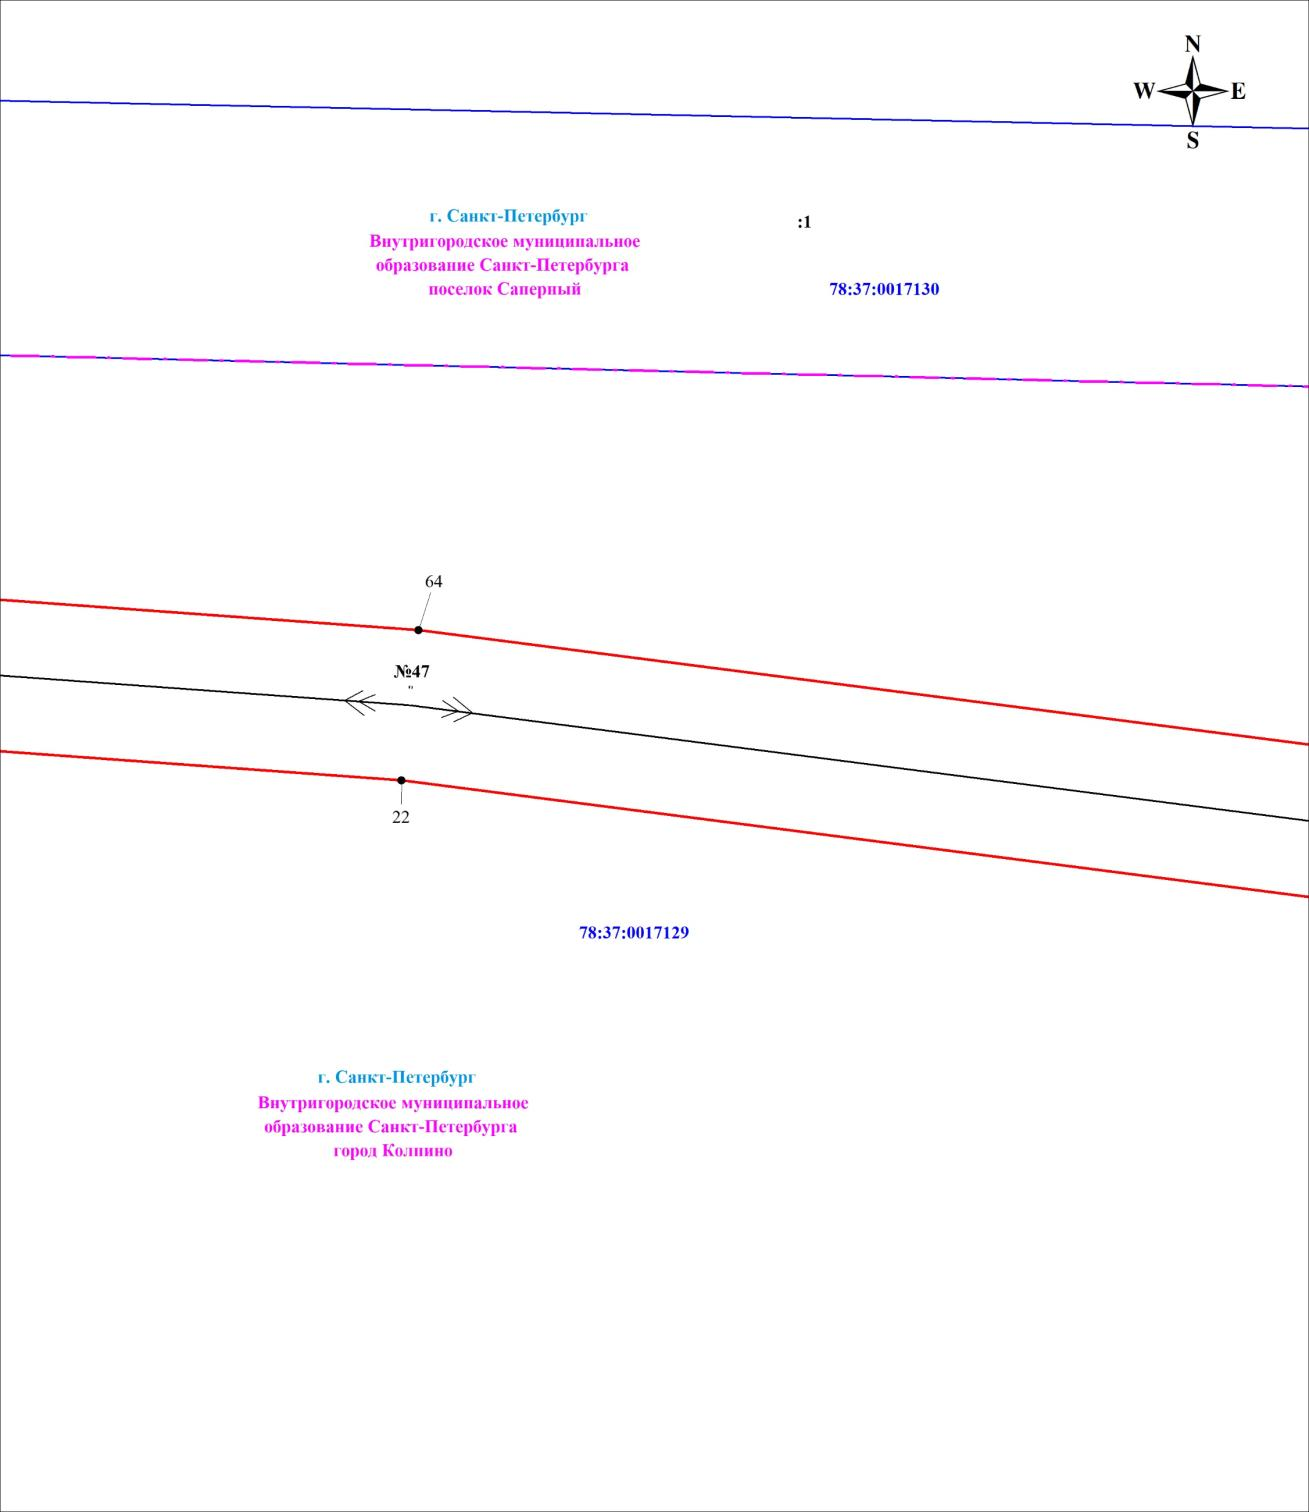 N
W E
S
г. Санкт-Петербург
Внутригородское муниципальное
образование Санкт-Петербурга
поселок Саперный
:1
78:37:0017130
64
№47
"
22
78:37:0017129
г. Санкт-Петербург
Внутригородское муниципальное
образование Санкт-Петербурга
город Колпино